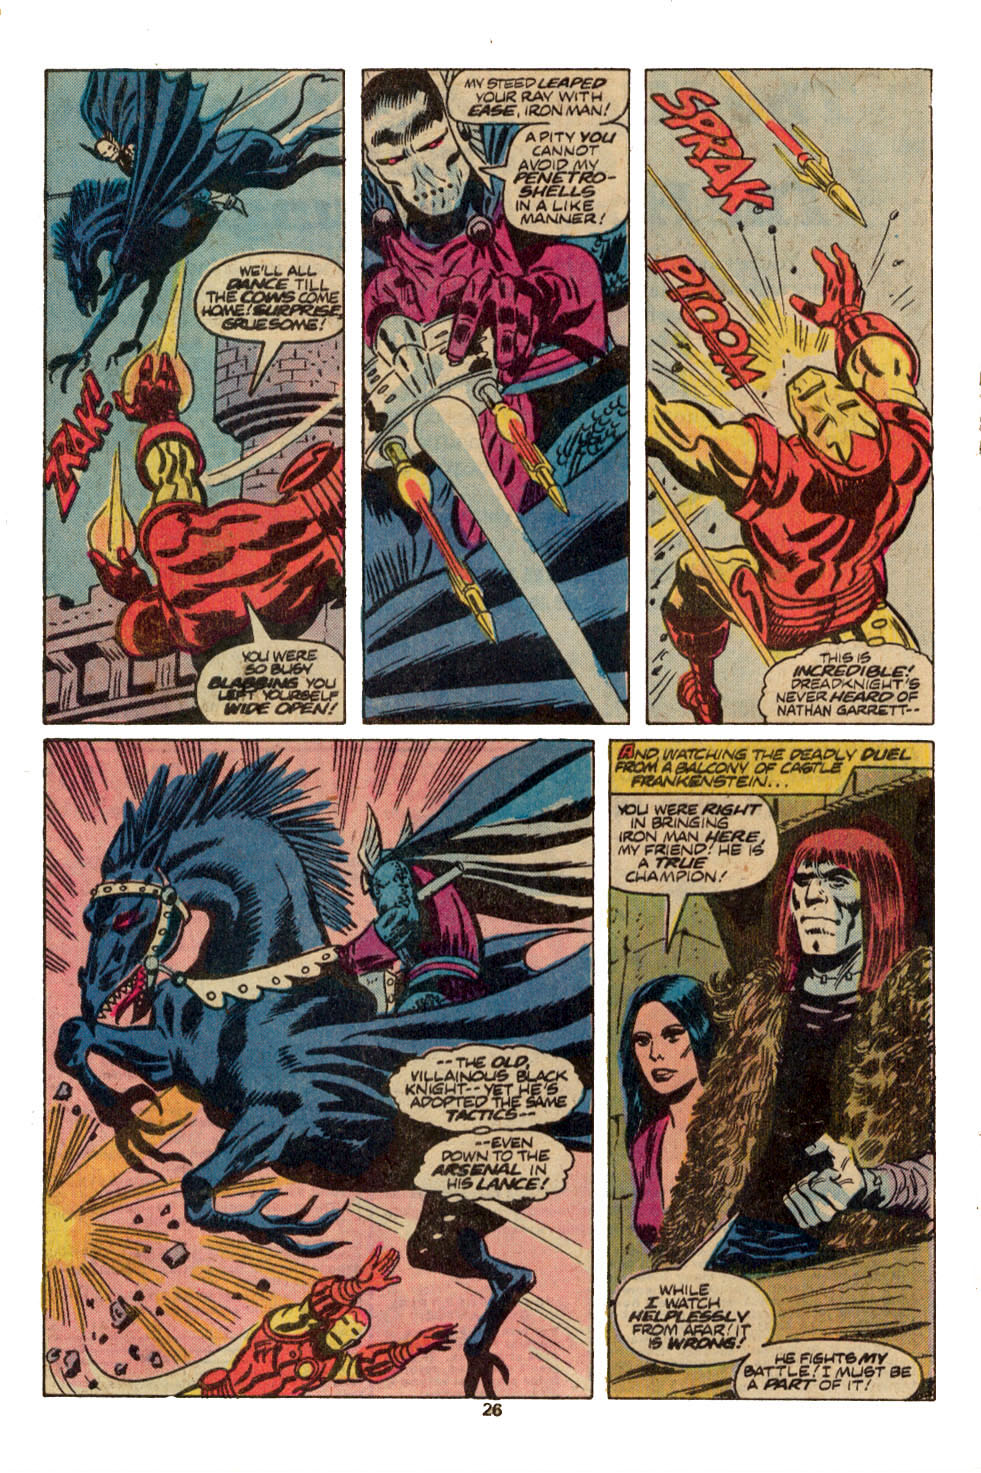 WE'LL ALL
DANCE TILL
THE COWS COME
HOME! SURPRISE,
GRUESOME!
ZRAK!
YOU WERE
SO BUSY
BLABBING YOU
LEFT YOURSELF
WIDE OPEN!
MY STEED LEAPED
YOUR RAY WITH
EASE, IRON MAN!
A PITY YOU
CANNOT
AVOID MY
PENETRO-
SHELLS
IN A LIKE
MANNER!
SPRAK
PTOOM
THIS IS
INCREDIBLE!
DREADKNIGHT'S
NEVER HEARD OF
NATHAN GARRETT--
--THE OLD,
VILLAINOUS BLACK
KNIGHT--YET HE'S
ADOPTED THE SAME
TACTICS--
--EVEN
DOWN TO THE
ARSENAL IN
HIS LANCE!
AND WATCHING THE DEADLY DUEL
FROM A BALCONY OF CASTLE
FRANKENSTEIN...
YOU WERE RIGHT
IN BRINGING
IRON MAN HERE,
MY FRIEND! HE IS
A TRUE
CHAMPION!
WHILE
I WATCH
HELPLESSLY
FROM AFAR! IT
IS WRONG!
HE FIGHTS MY
BATTLE! I MUST BE
A PART OF IT!
26